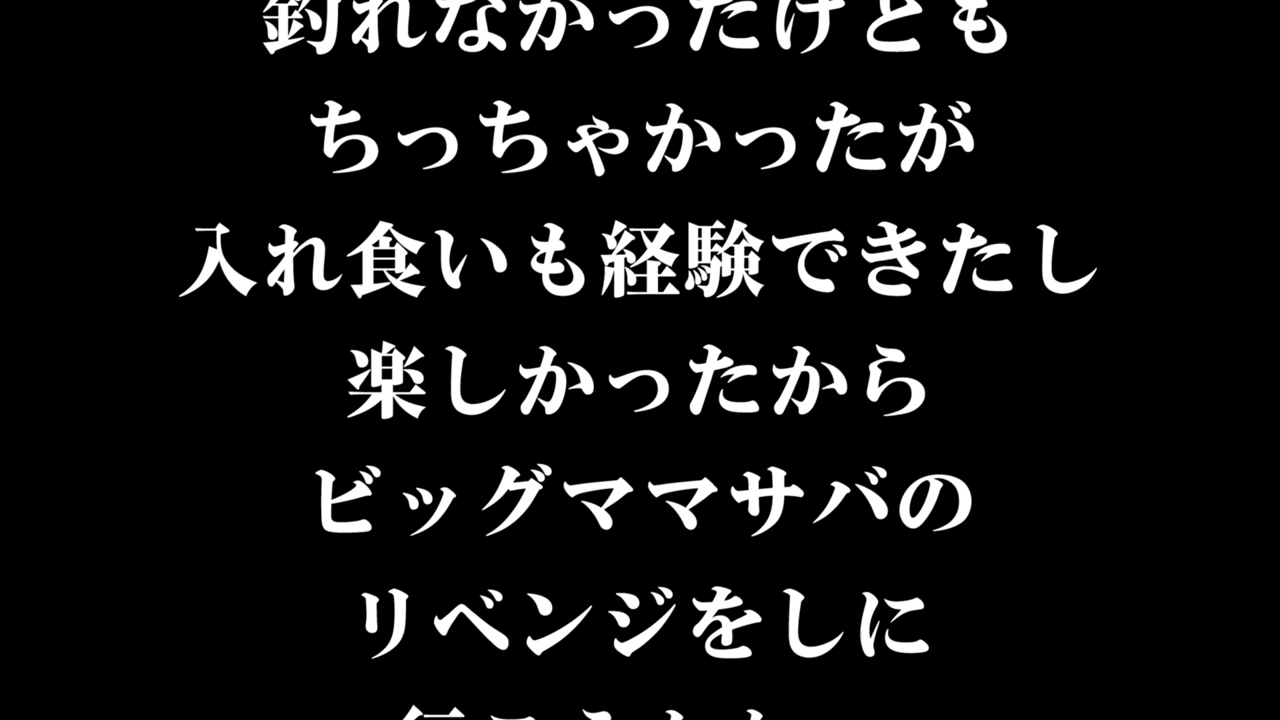 釣れなかったけども
ちっちゃかったが
入れ食いも経験できたし
楽しかったから
ビッグママサバの
リベンジをしに